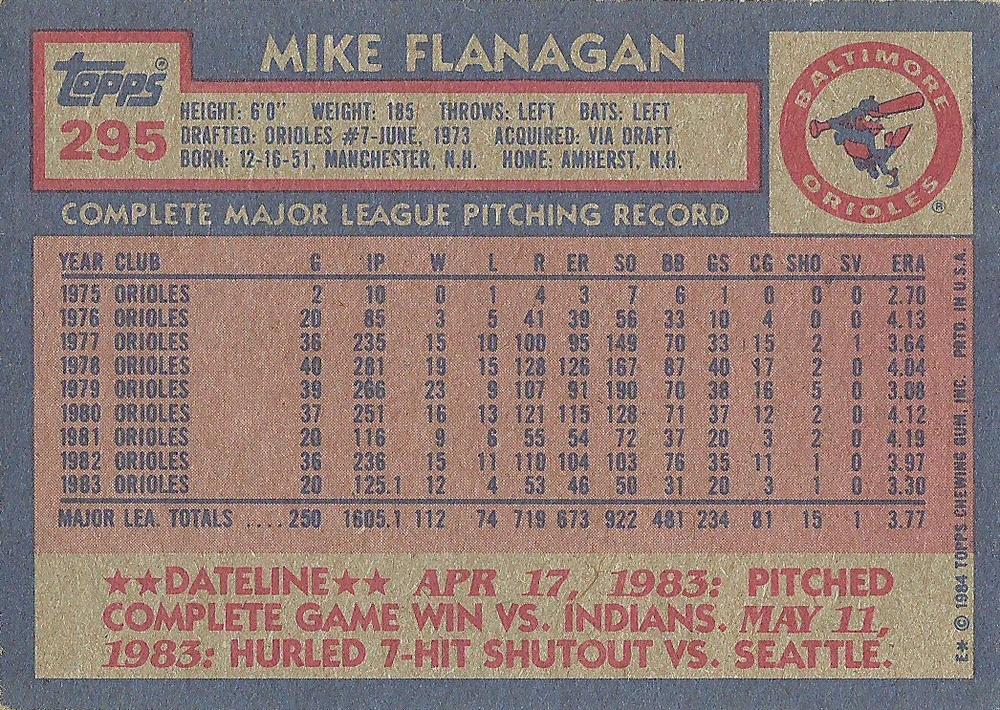 MIKE FLANAGAN
Topps®
295
HEIGHT: 6'0" WEIGHT: 185 THROWS: LEFT BATS: LEFT
DRAFTED: ORIOLES #7-JUNE, 1973 ACQUIRED: VIA DRAFT
BORN: 12-16-51, MANCHESTER, N.H. HOME: AMHERST, N.H.
BALTIMORE
ORIOLES ®
COMPLETE MAJOR LEAGUE PITCHING RECORD
YEAR CLUB G IP W L R ER SO BB GS CG SHO SV ERA
1975 ORIOLES 2 10 0 1 4 3 7 6 1 0 0 0 2.70
1976 ORIOLES 20 85 3 5 41 39 56 33 10 4 0 0 4.13
1977 ORIOLES 36 235 15 10 100 95 149 70 33 15 2 1 3.64
1978 ORIOLES 40 281 19 15 128 126 167 87 40 17 2 0 4.04
1979 ORIOLES 39 266 23 9 107 91 190 70 38 16 5 0 3.08
1980 ORIOLES 37 251 16 13 121 115 128 71 37 12 2 0 4.12
1981 ORIOLES 20 116 9 6 55 54 72 37 20 3 2 0 4.19
1982 ORIOLES 36 236 15 11 110 104 103 76 35 11 1 0 3.97
1983 ORIOLES 20 125.1 12 4 53 46 50 31 20 3 1 0 3.30
MAJOR LEA. TOTALS .... 250 1605.1 112 74 719 673 922 481 234 81 15 1 3.77
★★DATELINE★★ APR 17, 1983: PITCHED
COMPLETE GAME WIN VS. INDIANS. MAY 11,
1983: HURLED 7-HIT SHUTOUT VS. SEATTLE.
E* © 1984 TOPPS CHEWING GUM, INC. PRTD. IN U.S.A.